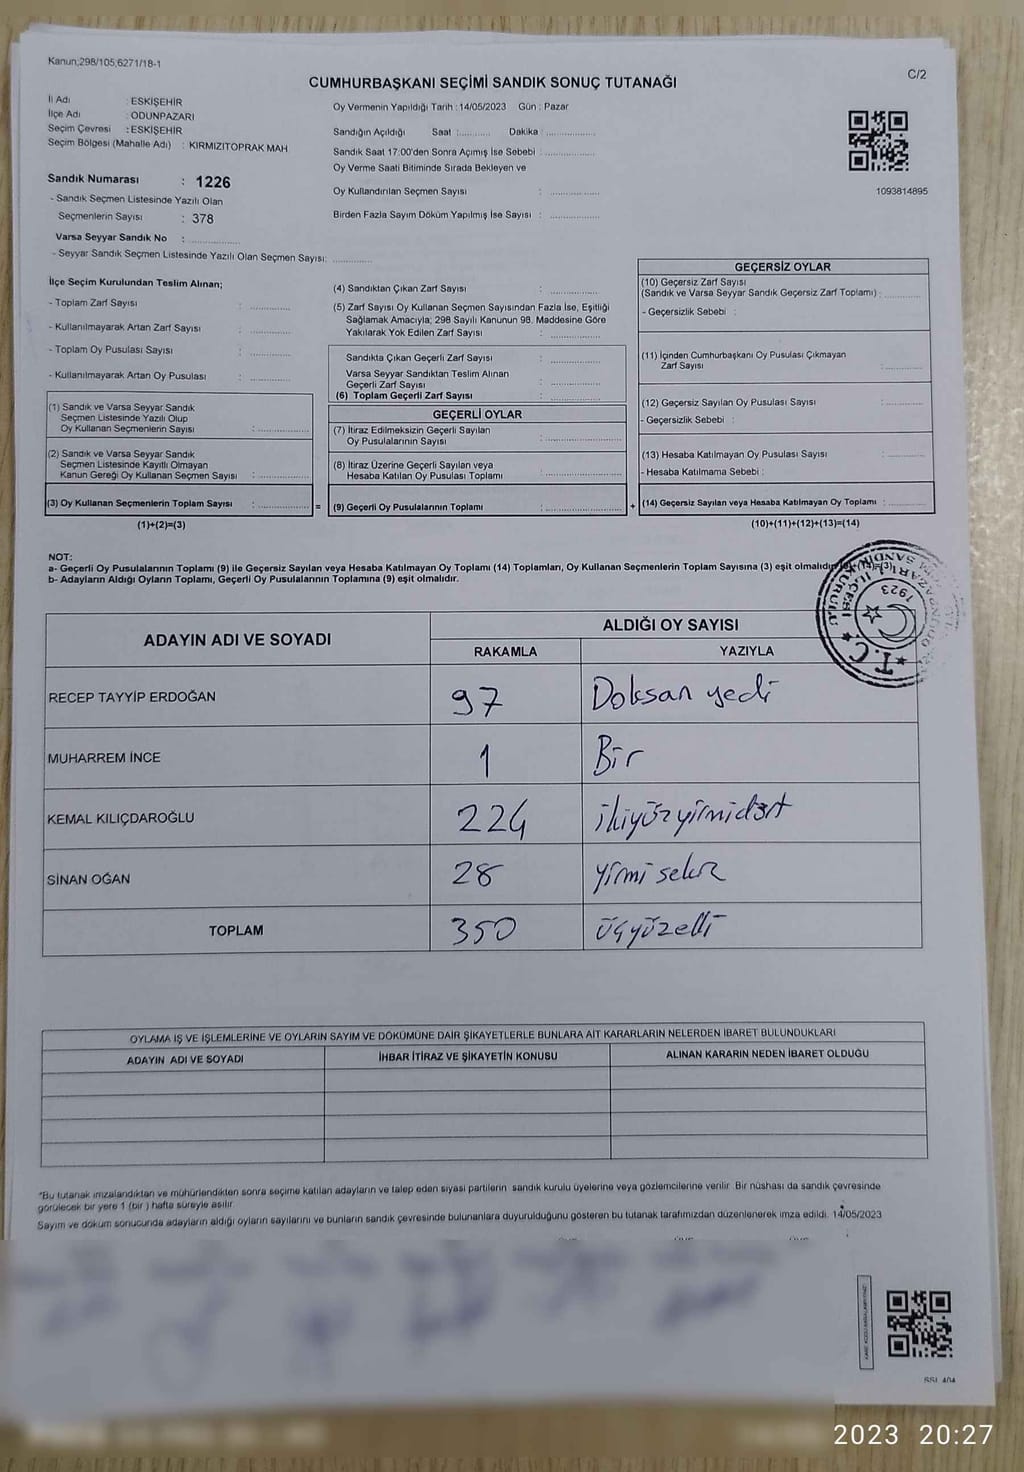 Kanun;298/105,6271/18-1
C/2
CUMHURBAŞKANI SEÇİMİ SANDIK SONUÇ TUTANAĞI
İl Adı : ESKİŞEHİR
İlçe Adı : ODUNPAZARI
Seçim Çevresi : ESKİŞEHİR
Seçim Bölgesi (Mahalle Adı) : KIRMIZITOPRAK MAH.
Sandık Numarası : 1226
- Sandık Seçmen Listesinde Yazılı Olan
Seçmenlerin Sayısı : 378
Varsa Seyyar Sandık No : ..............
- Seyyar Sandık Seçmen Listesinde Yazılı Olan Seçmen Sayısı: ............
Oy Vermenin Yapıldığı Tarih : 14/05/2023 Gün : Pazar
Sandığın Açıldığı Saat :.......... Dakika : ...............
Sandık Saat 17:00'den Sonra Açımış İse Sebebi : ...............
Oy Verme Saati Bitiminde Sırada Bekleyen ve
Oy Kullandırılan Seçmen Sayısı : ...............
Birden Fazla Sayım Döküm Yapılmış İse Sayısı : ...............
1093814895
İlçe Seçim Kurulundan Teslim Alınan;
- Toplam Zarf Sayısı : ............
- Kullanılmayarak Artan Zarf Sayısı : ............
- Toplam Oy Pusulası Sayısı : ............
- Kullanılmayarak Artan Oy Pusulası : ............
(1) Sandık ve Varsa Seyyar Sandık
Seçmen Listesinde Yazılı Olup
Oy Kullanan Seçmenlerin Sayısı : ...............
(2) Sandık ve Varsa Seyyar Sandık
Seçmen Listesinde Kayıtlı Olmayan
Kanun Gereği Oy Kullanan Seçmen Sayısı : ...............
(3) Oy Kullanan Seçmenlerin Toplam Sayısı : ............... =
(1)+(2)=(3)
(4) Sandıktan Çıkan Zarf Sayısı : ...............
(5) Zarf Sayısı Oy Kullanan Seçmen Sayısından Fazla İse, Eşitliği
Sağlamak Amacıyla; 298 Sayılı Kanunun 98. Maddesine Göre
Yakılarak Yok Edilen Zarf Sayısı : ...............
Sandıkta Çıkan Geçerli Zarf Sayısı : ...............
Varsa Seyyar Sandıktan Teslim Alınan
Geçerli Zarf Sayısı : ...............
(6) Toplam Geçerli Zarf Sayısı : ...............
GEÇERLİ OYLAR
(7) İtiraz Edilmeksizin Geçerli Sayılan
Oy Pusulalarının Sayısı : ...............
(8) İtiraz Üzerine Geçerli Sayılan veya
Hesaba Katılan Oy Pusulası Toplamı : ...............
(9) Geçerli Oy Pusulalarının Toplamı : ............... +
GEÇERSİZ OYLAR
(10) Geçersiz Zarf Sayısı
(Sandık ve Varsa Seyyar Sandık Geçersiz Zarf Toplamı) : ............
- Geçersizlik Sebebi :
(11) İçinden Cumhurbaşkanı Oy Pusulası Çıkmayan
Zarf Sayısı : ............
(12) Geçersiz Sayılan Oy Pusulası Sayısı : ............
- Geçersizlik Sebebi :
(13) Hesaba Katılmayan Oy Pusulası Sayısı : ............
- Hesaba Katılmama Sebebi :
(14) Geçersiz Sayılan veya Hesaba Katılmayan Oy Toplamı : ............
(10)+(11)+(12)+(13)=(14)
NOT:
a- Geçerli Oy Pusulalarının Toplamı (9) ile Geçersiz Sayılan veya Hesaba Katılmayan Oy Toplamı (14) Toplamları, Oy Kullanan Seçmenlerin Toplam Sayısına (3) eşit olmalıdır
b- Adayların Aldığı Oyların Toplamı, Geçerli Oy Pusulalarının Toplamına (9) eşit olmalıdır.
T.C.
İLÇESİ
SANDIK KURULU
1923
ADAYIN ADI VE SOYADI
ALDIĞI OY SAYISI
RAKAMLA YAZIYLA
RECEP TAYYİP ERDOĞAN 97 Doksan yedi
MUHARREM İNCE 1 Bir
KEMAL KILIÇDAROĞLU 224 ikiyüzyirmidört
SİNAN OĞAN 28 yirmi sekiz
TOPLAM 350 üçyüzelli
OYLAMA İŞ VE İŞLEMLERİNE VE OYLARIN SAYIM VE DÖKÜMÜNE DAİR ŞİKAYETLERLE BUNLARA AİT KARARLARIN NELERDEN İBARET BULUNDUKLARI
ADAYIN ADI VE SOYADI İHBAR İTİRAZ VE ŞİKAYETİN KONUSU ALINAN KARARIN NEDEN İBARET OLDUĞU
*Bu tutanak imzalandıktan ve mühürlendikten sonra seçime katılan adayların ve talep eden siyasi partilerin sandık kurulu üyelerine veya gözlemcilerine verilir. Bir nüshası da sandık çevresinde
görülecek bir yere 1 (bir ) hafta süreyle asılır.
Sayım ve döküm sonucunda adayların aldığı oyların sayılarını ve bunların sandık çevresinde bulunanlara duyurulduğunu gösteren bu tutanak tarafımızdan düzenlenerek imza edildi. 14/05/2023
2023 20:27